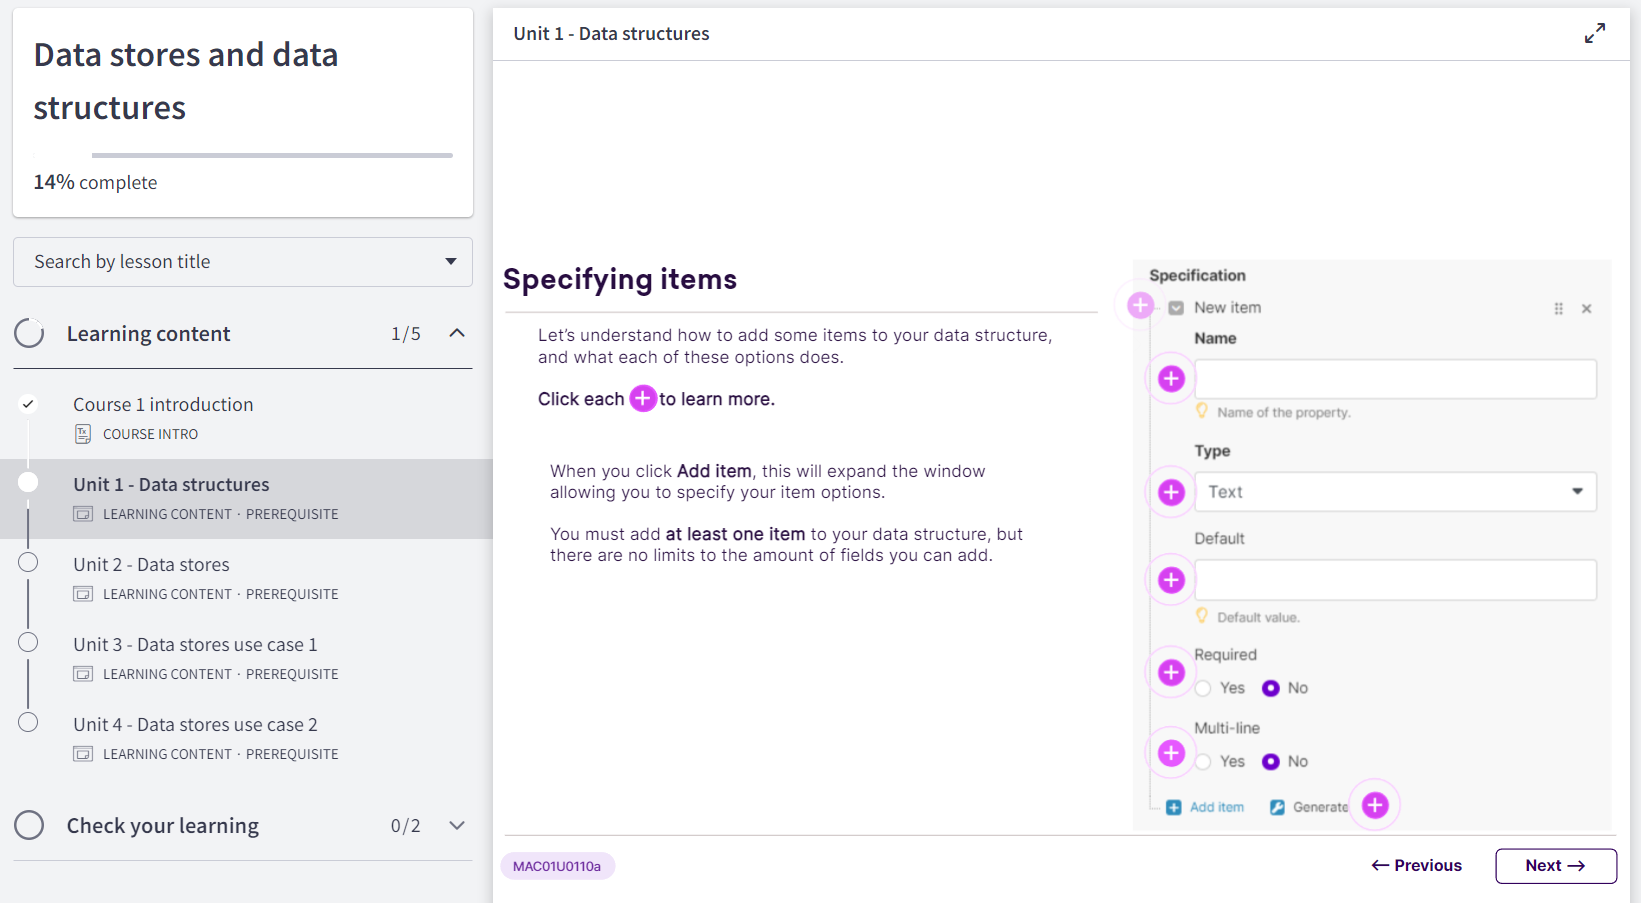 Data stores and data
structures
14% complete
Search by lesson title
Learning content 1/5
Course 1 introduction
COURSE INTRO
Unit 1 - Data structures
LEARNING CONTENT · PREREQUISITE
Unit 2 - Data stores
LEARNING CONTENT · PREREQUISITE
Unit 3 - Data stores use case 1
LEARNING CONTENT · PREREQUISITE
Unit 4 - Data stores use case 2
LEARNING CONTENT · PREREQUISITE
Check your learning 0/2
Unit 1 - Data structures
Specifying items
Let's understand how to add some items to your data structure,
and what each of these options does.
Click each + to learn more.
When you click Add item, this will expand the window
allowing you to specify your item options.
You must add at least one item to your data structure, but
there are no limits to the amount of fields you can add.
Specification
New item
Name
Name of the property.
Type
Text
Default
Default value.
Required
Yes No
Multi-line
Yes No
Add item Generate
MAC01U0110a
← Previous Next →